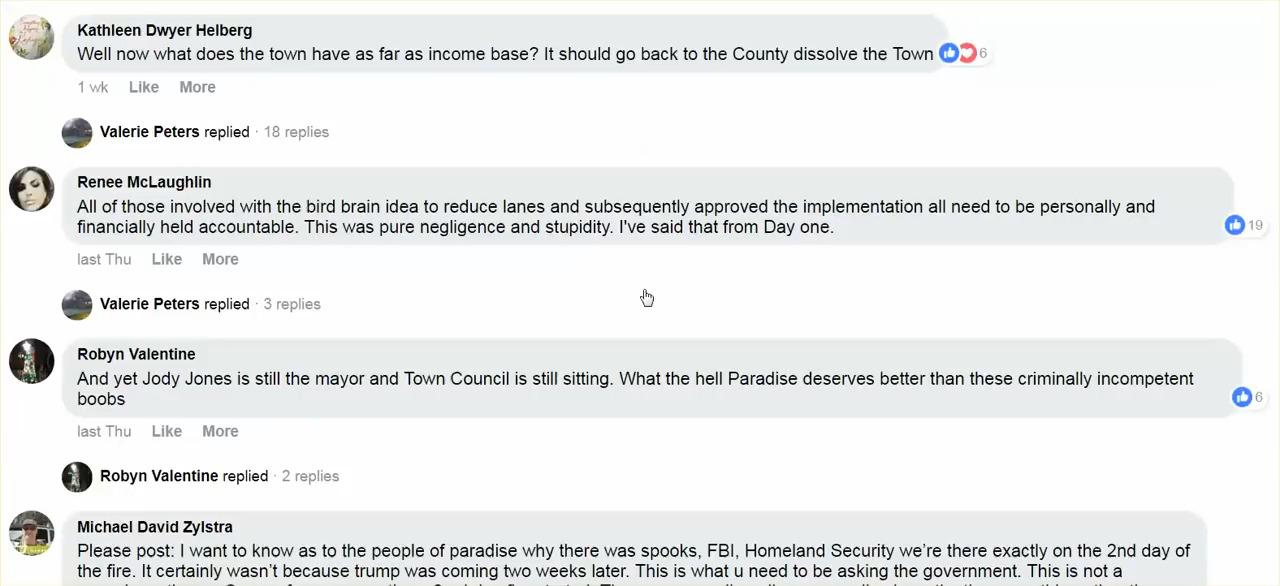 Kathleen Dwyer Helberg
Well now what does the town have as far as income base? It should go back to the County dissolve the Town 6
1 wk Like More
Valerie Peters replied · 18 replies
Renee McLaughlin
All of those involved with the bird brain idea to reduce lanes and subsequently approved the implementation all need to be personally and
financially held accountable. This was pure negligence and stupidity. I've said that from Day one. 19
last Thu Like More
Valerie Peters replied · 3 replies
Robyn Valentine
And yet Jody Jones is still the mayor and Town Council is still sitting. What the hell Paradise deserves better than these criminally incompetent
boobs 6
last Thu Like More
Robyn Valentine replied · 2 replies
Michael David Zylstra
Please post: I want to know as to the people of paradise why there was spooks, FBI, Homeland Security we're there exactly on the 2nd day of
the fire. It certainly wasn't because trump was coming two weeks later. This is what u need to be asking the government. This is not a